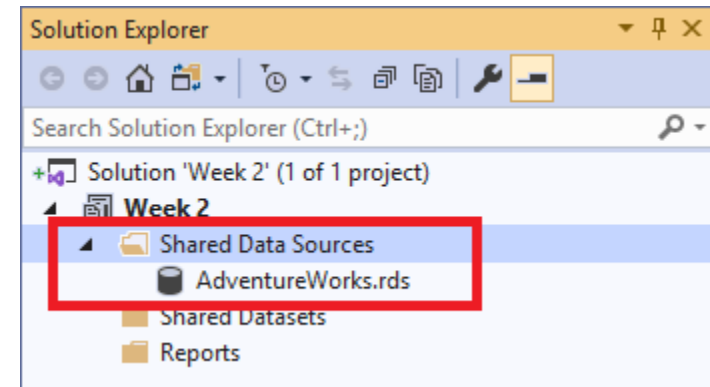 Solution Explorer
Search Solution Explorer (Ctrl+;)
Solution 'Week 2' (1 of 1 project)
Week 2
Shared Data Sources
AdventureWorks.rds
Shared Datasets
Reports